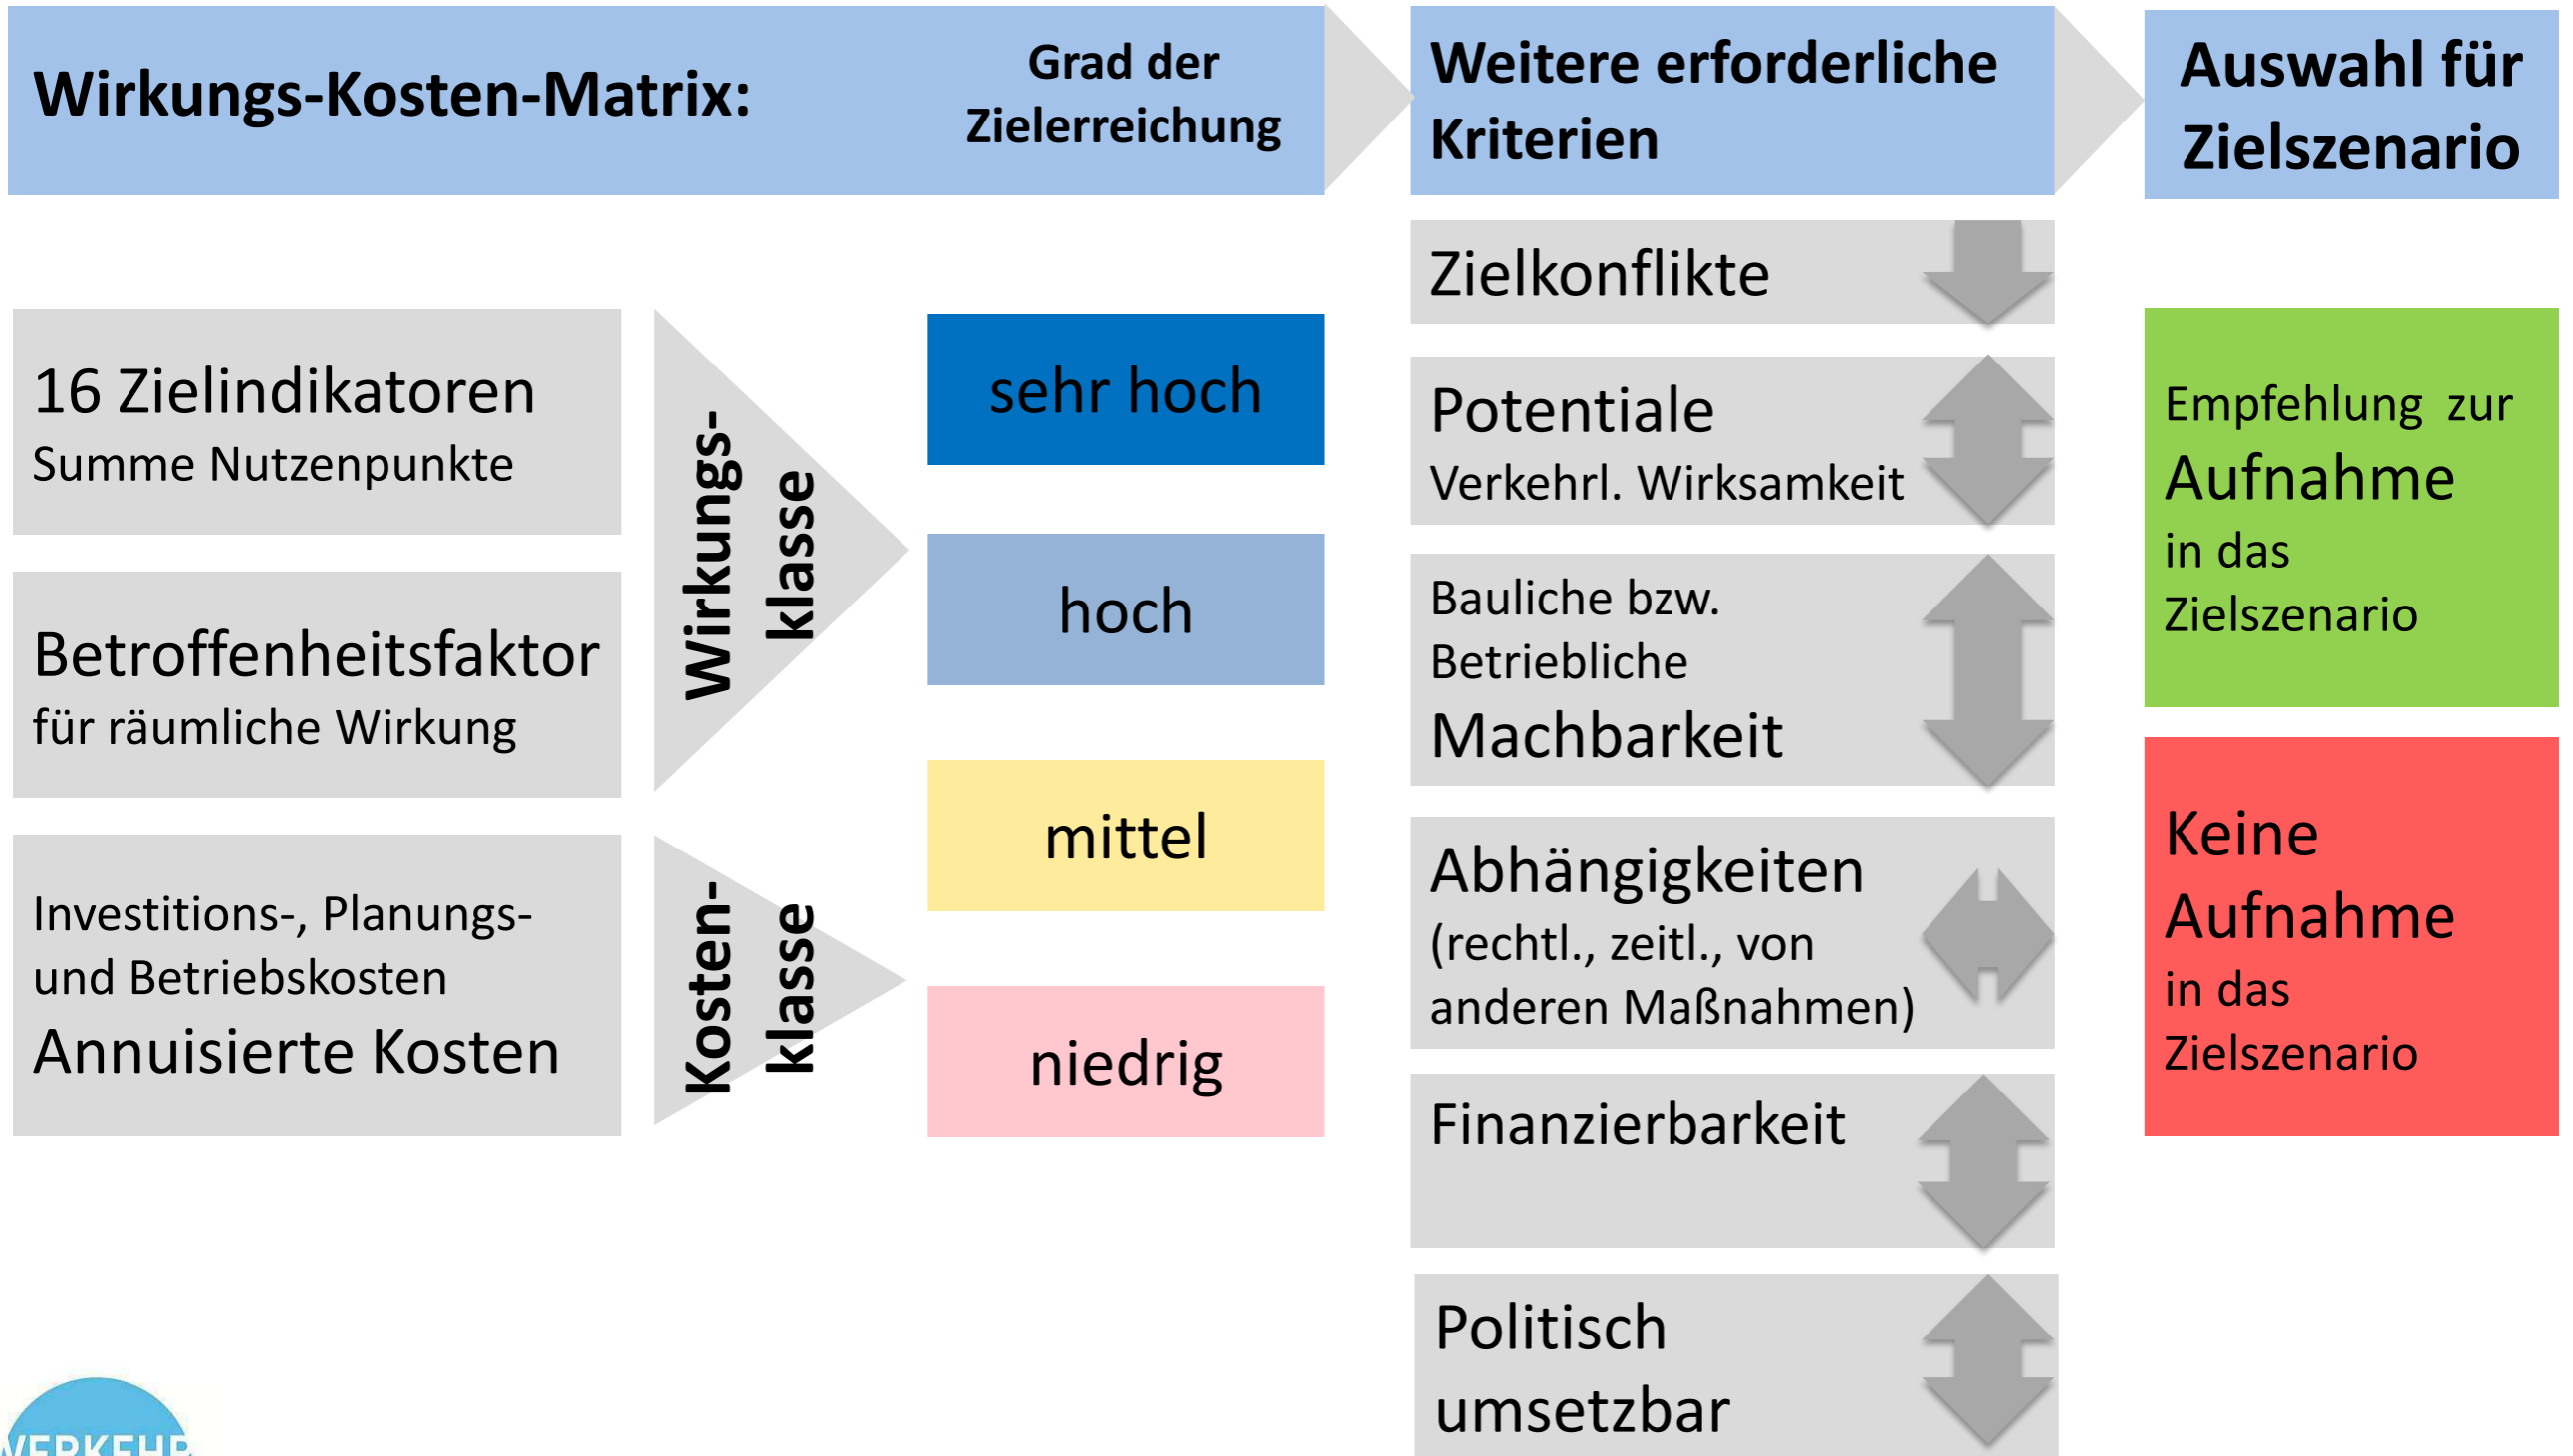 Wirkungs-Kosten-Matrix:
Grad der
Zielerreichung
Weitere erforderliche
Kriterien
Auswahl für
Zielszenario
16 Zielindikatoren
Summe Nutzenpunkte
Betroffenheitsfaktor
für räumliche Wirkung
Investitions-, Planungs-
und Betriebskosten
Annuisierte Kosten
Wirkungs-
klasse
Kosten-
klasse
sehr hoch
hoch
mittel
niedrig
Zielkonflikte
Potentiale
Verkehrl. Wirksamkeit
Bauliche bzw.
Betriebliche
Machbarkeit
Abhängigkeiten
(rechtl., zeitl., von
anderen Maßnahmen)
Finanzierbarkeit
Politisch
umsetzbar
Empfehlung zur
Aufnahme
in das
Zielszenario
Keine
Aufnahme
in das
Zielszenario